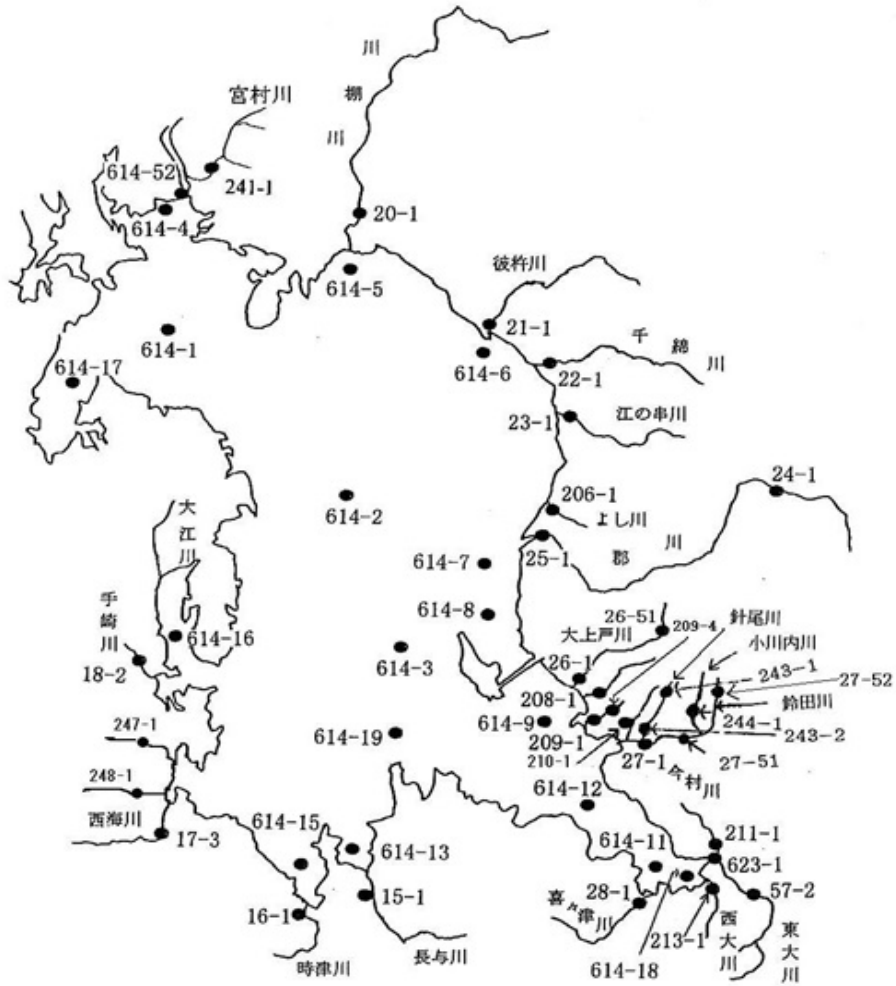 川
棚
川
宮村川
614-52
241-1
614-4
20-1
614-5
彼杵川
21-1
614-1
614-6
千
綿
川
614-17
22-1
23-1
江の串川
24-1
614-2
206-1
よし川
大
江
川
25-1
郡
川
614-7
614-8
26-51
大上戸川
209-4
針尾川
小川内川
手
崎
川
614-16
18-2
614-3
26-1
243-1
27-52
208-1
鈴田川
614-9
244-1
243-2
247-1
614-19
209-1
210-1
27-1
27-51
今
村
川
248-1
614-12
西海川
17-3
614-15
614-13
614-11
211-1
623-1
15-1
28-1
57-2
16-1
喜
々
津
川
213-1
西
大
川
東
大
川
614-18
時津川
長与川